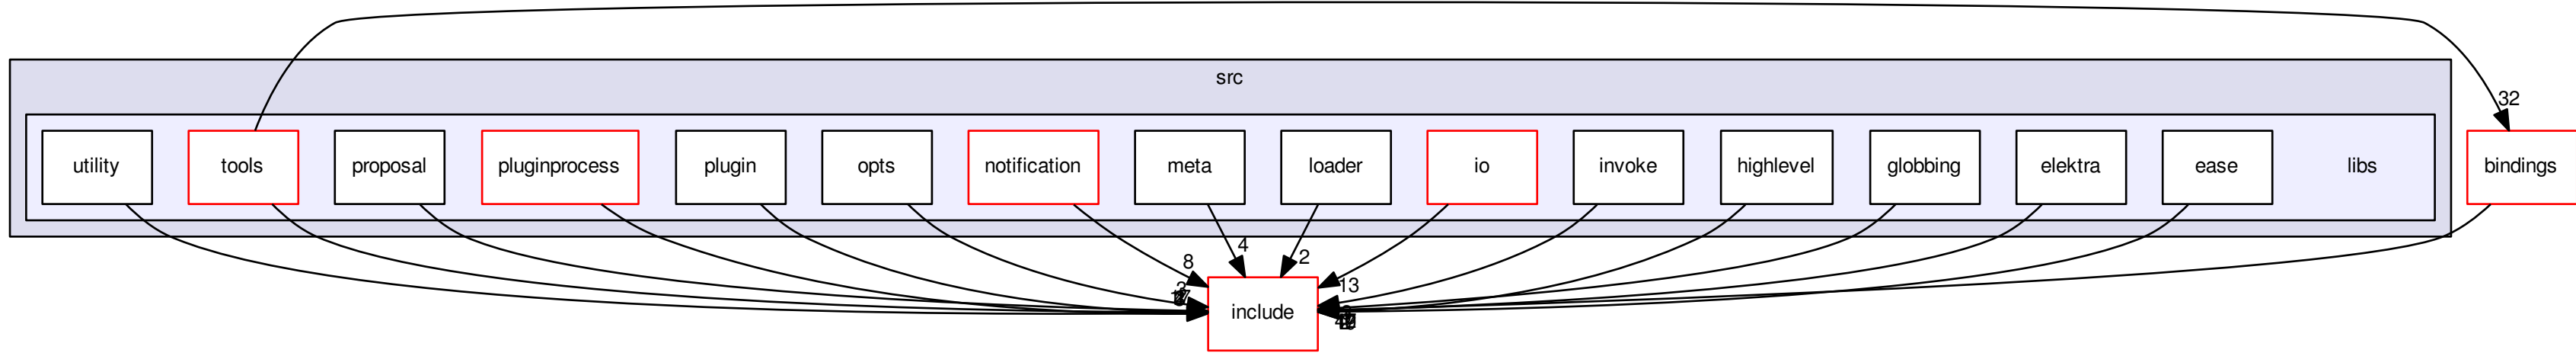 src
32
utility
tools
proposal
pluginprocess
plugin
opts
notification
meta
loader
io
invoke
highlevel
globbing
elektra
ease
libs
bindings
4
2
8
13
include